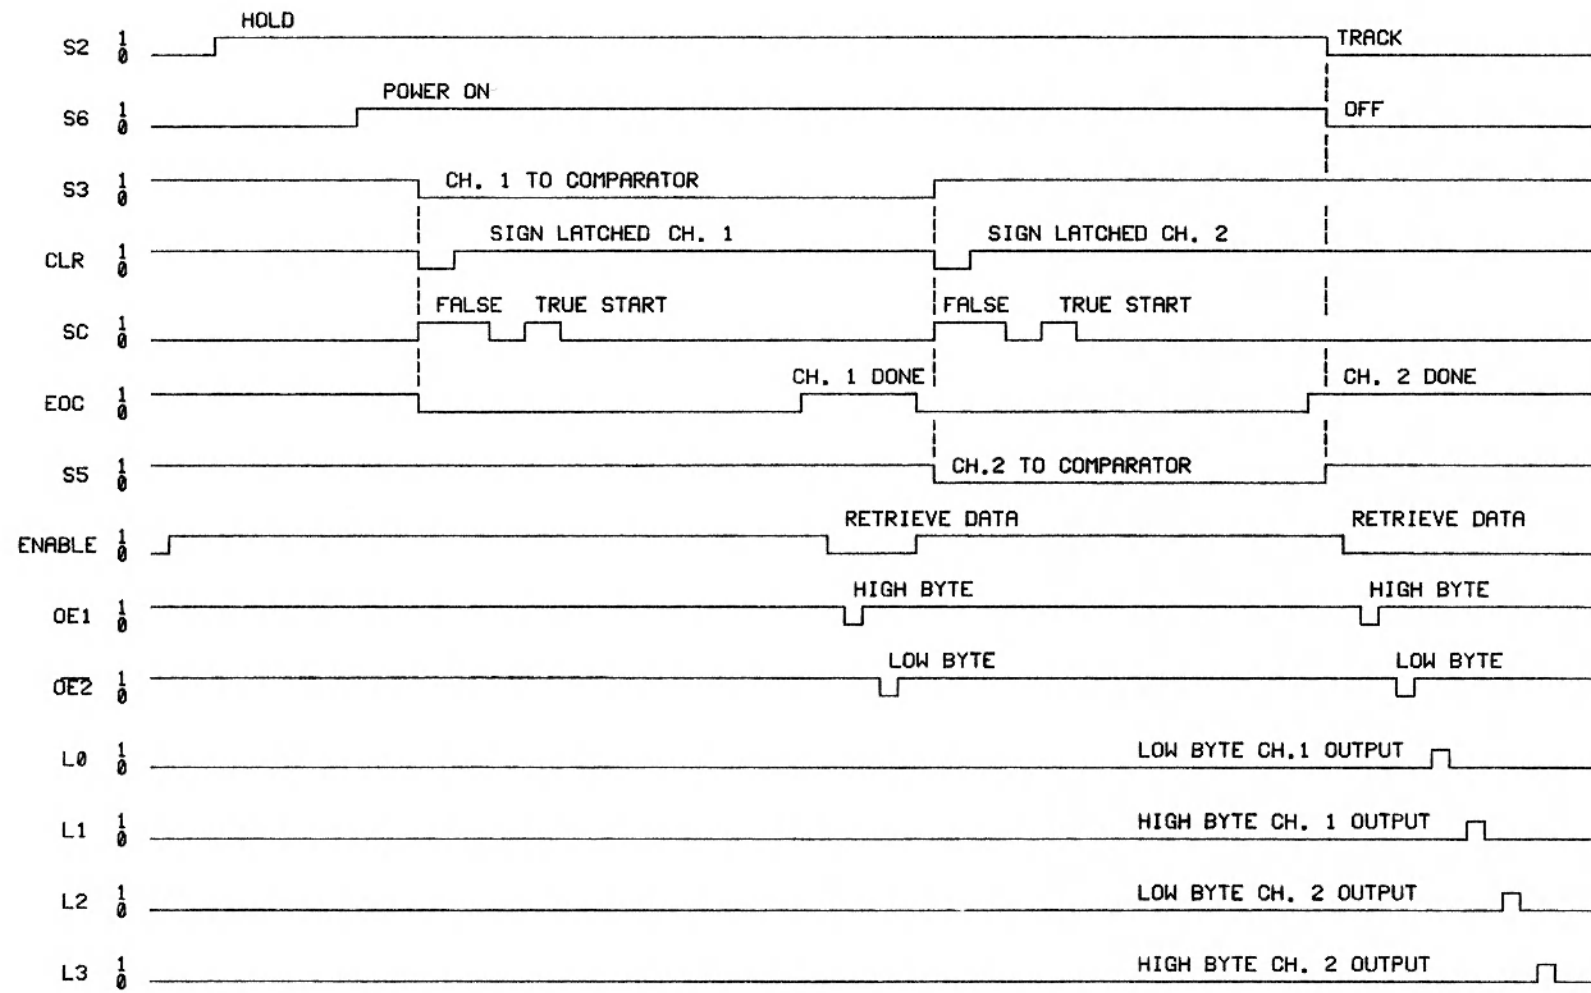 HOLD
S2 1 0 TRACK
POWER ON
S6 1 0 OFF
S3 1 0 CH. 1 TO COMPARATOR
SIGN LATCHED CH. 1 SIGN LATCHED CH. 2
CLR 1 0
FALSE TRUE START FALSE TRUE START
SC 1 0
CH. 1 DONE CH. 2 DONE
EOC 1 0
S5 1 0 CH.2 TO COMPARATOR
RETRIEVE DATA RETRIEVE DATA
ENABLE 1 0
HIGH BYTE HIGH BYTE
OE1 1 0
LOW BYTE LOW BYTE
O̅E̅2̅ 1 0
L0 1 0 LOW BYTE CH.1 OUTPUT
L1 1 0 HIGH BYTE CH. 1 OUTPUT
L2 1 0 LOW BYTE CH. 2 OUTPUT
L3 1 0 HIGH BYTE CH. 2 OUTPUT